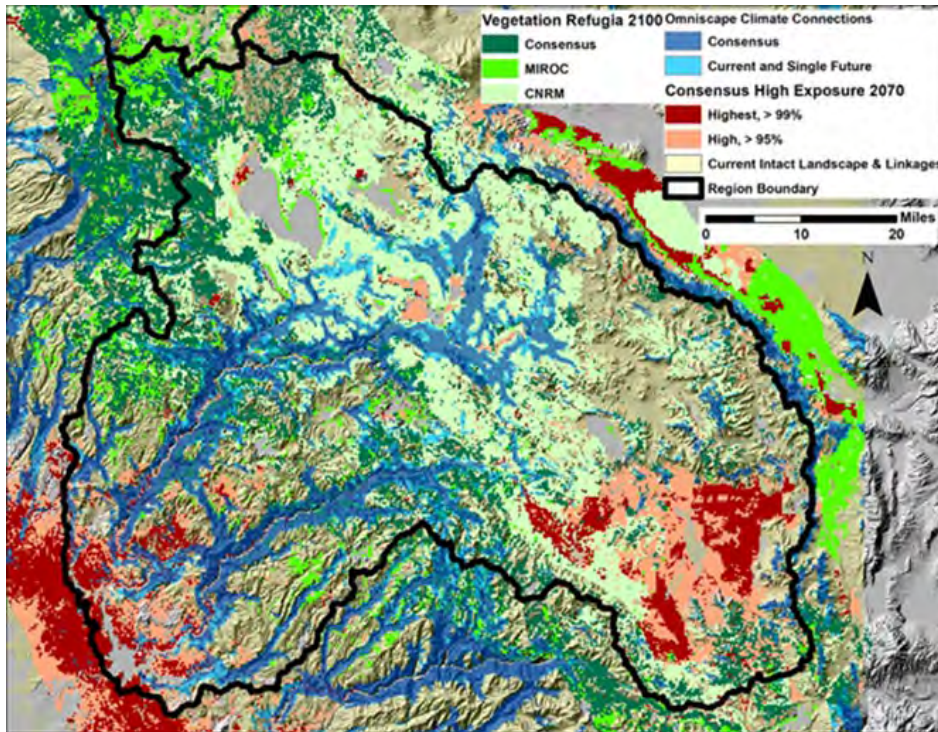 Vegetation Refugia 2100
Consensus
MIROC
CNRM
Omniscape Climate Connections
Consensus
Current and Single Future
Consensus High Exposure 2070
Highest, > 99%
High, > 95%
Current Intact Landscape & Linkages
Region Boundary
Miles
0 10 20
N